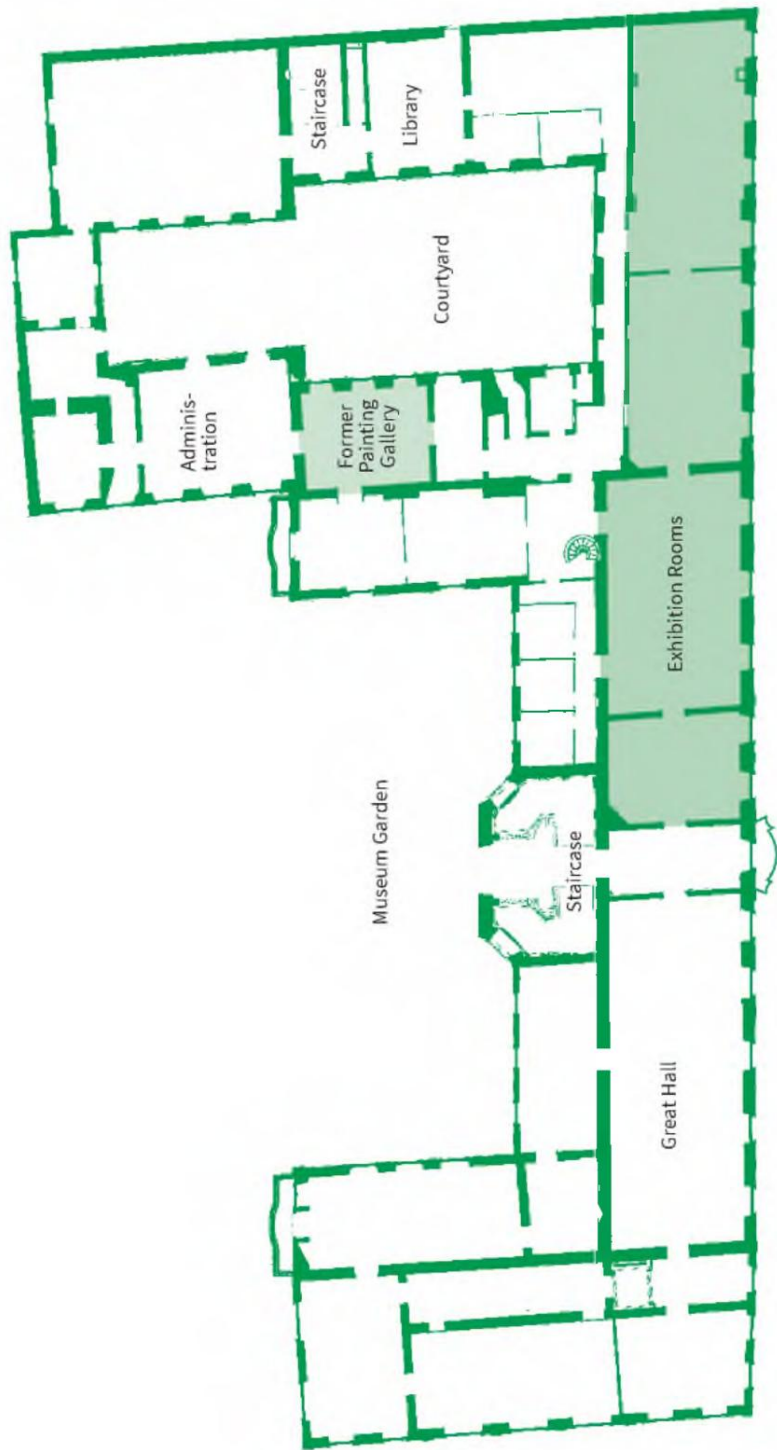 Adminis-
tration
Staircase
Former
Painting
Gallery
Museum Garden
Library
Courtyard
Staircase
Great Hall
Exhibition Rooms